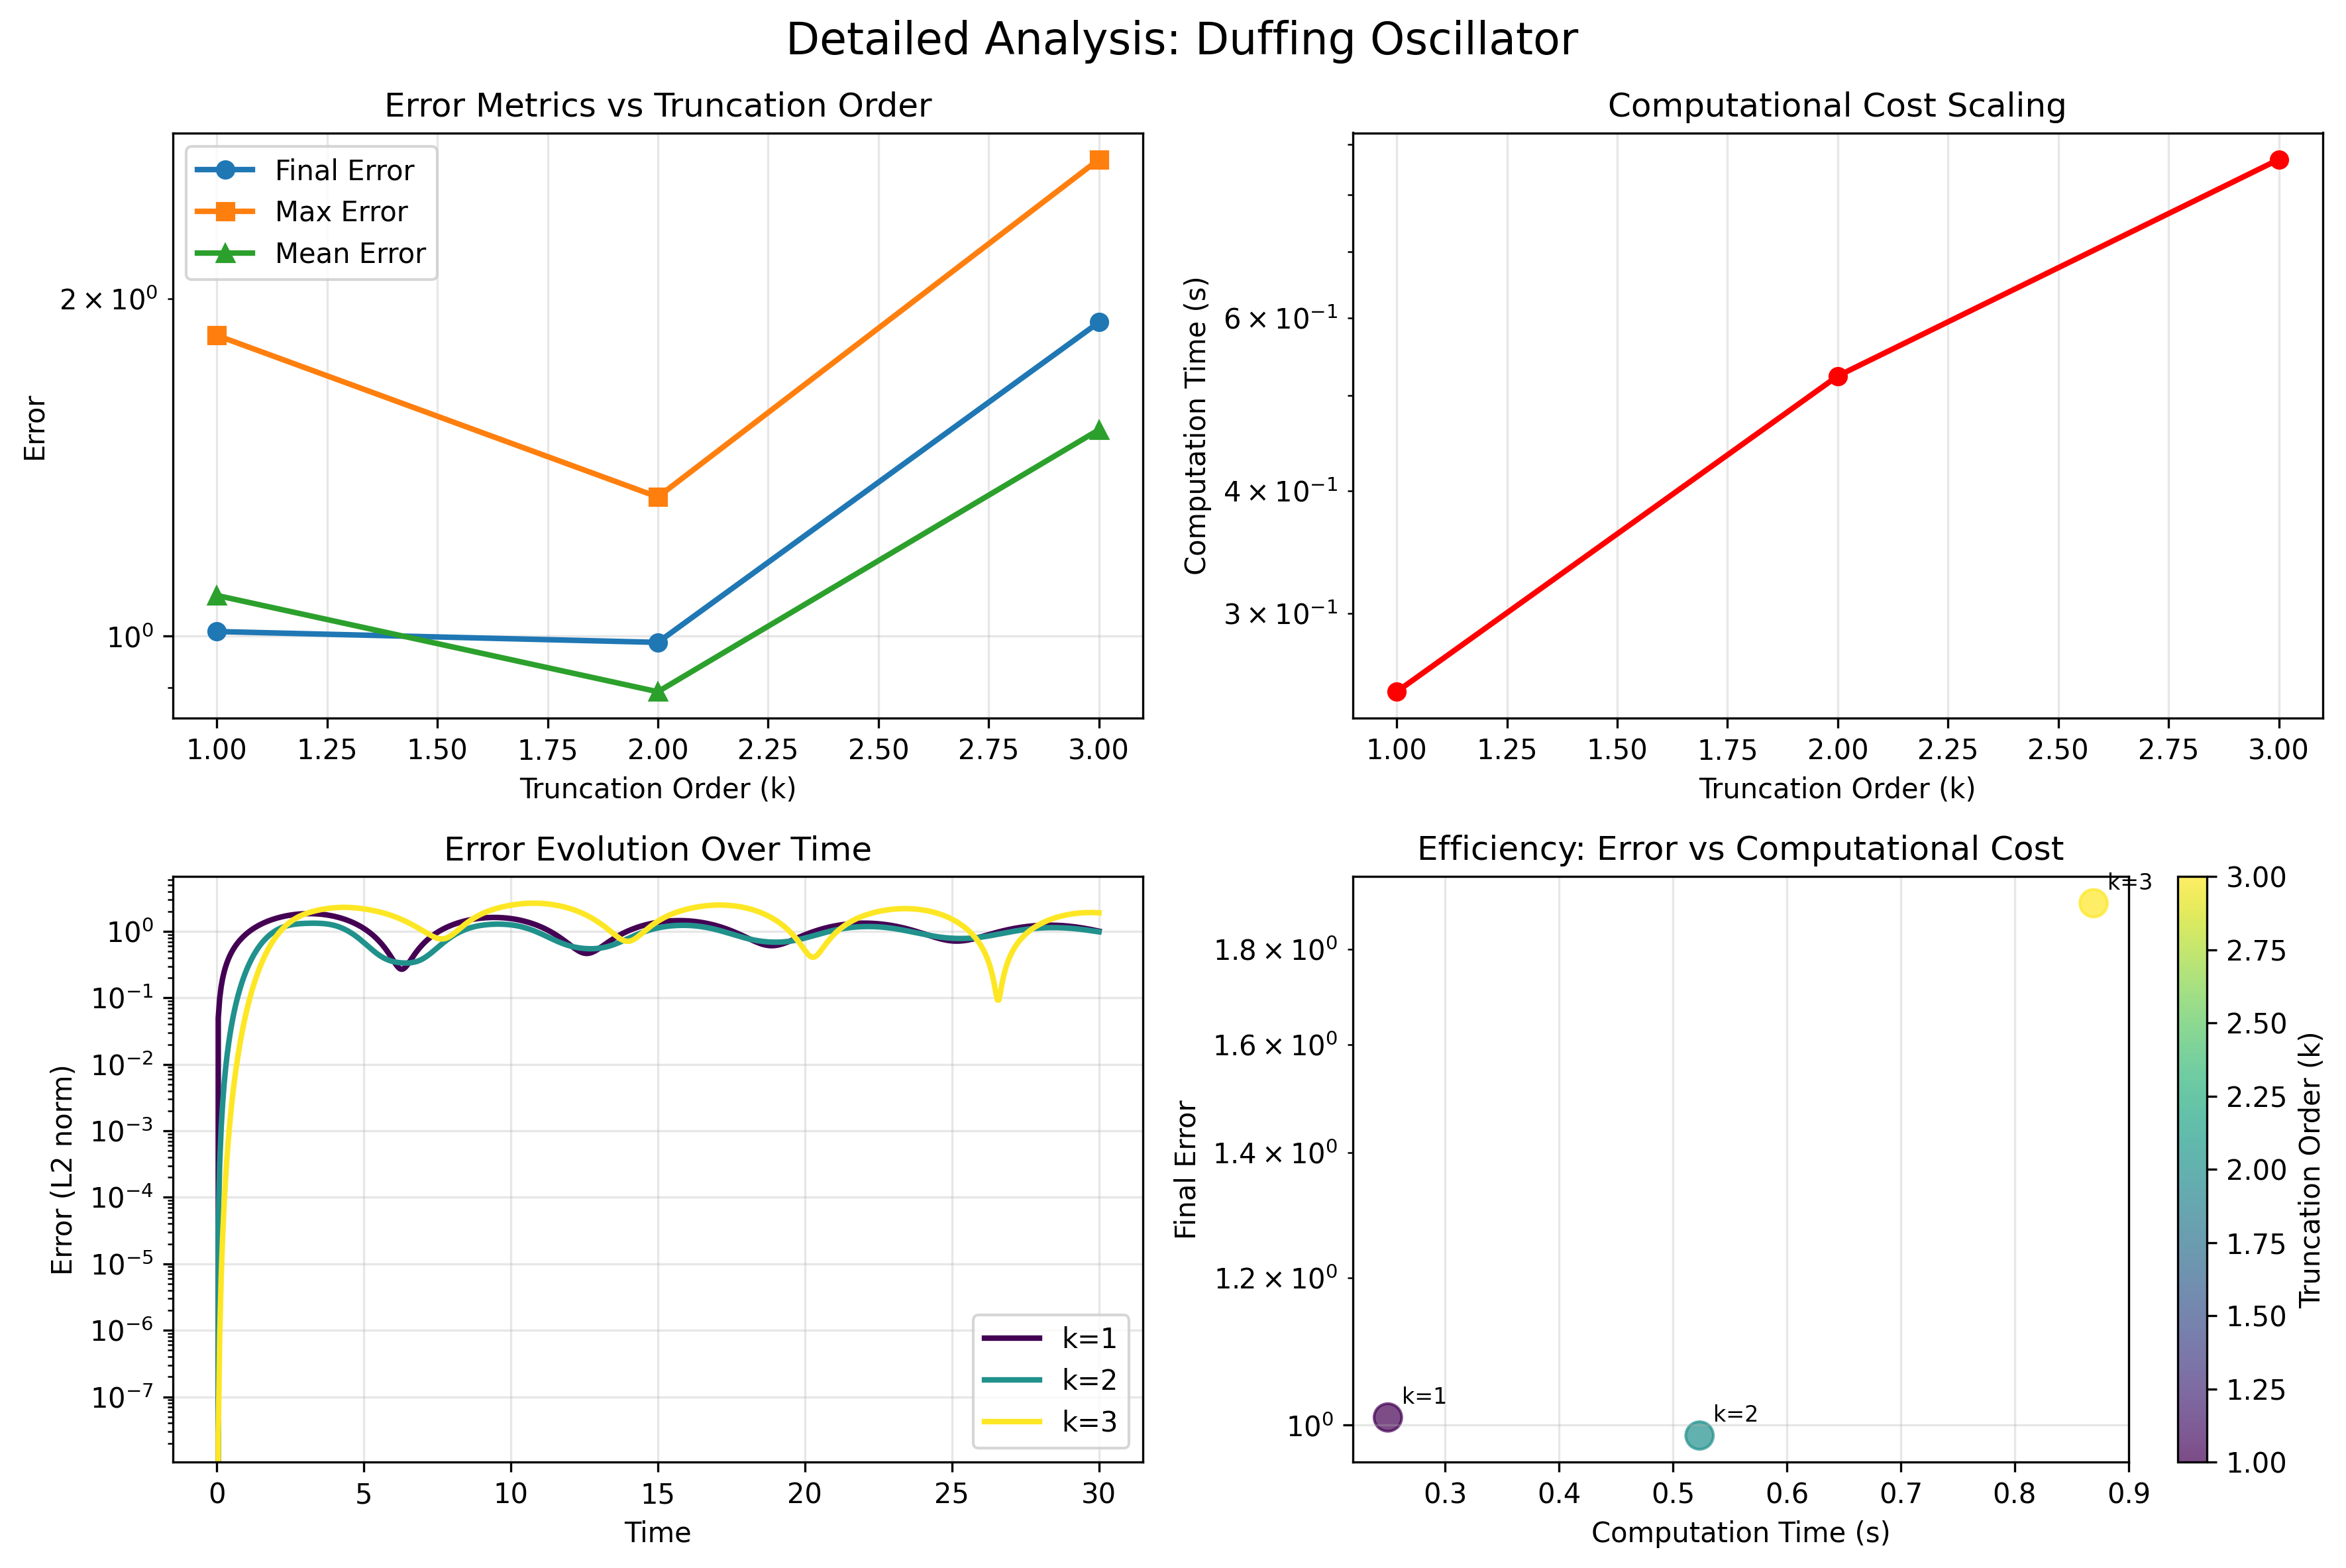 Detailed Analysis: Duffing Oscillator
Error Metrics vs Truncation Order
Final Error
Max Error
Mean Error
Error
2 × 10⁰
10⁰
1.00 1.25 1.50 1.75 2.00 2.25 2.50 2.75 3.00
Truncation Order (k)
Computational Cost Scaling
Computation Time (s)
6 × 10⁻¹
4 × 10⁻¹
3 × 10⁻¹
1.00 1.25 1.50 1.75 2.00 2.25 2.50 2.75 3.00
Truncation Order (k)
Error Evolution Over Time
Error (L2 norm)
10⁰
10⁻¹
10⁻²
10⁻³
10⁻⁴
10⁻⁵
10⁻⁶
10⁻⁷
k=1
k=2
k=3
0 5 10 15 20 25 30
Time
Efficiency: Error vs Computational Cost
Final Error
1.8 × 10⁰
1.6 × 10⁰
1.4 × 10⁰
1.2 × 10⁰
10⁰
k=3
k=1
k=2
0.3 0.4 0.5 0.6 0.7 0.8 0.9
Computation Time (s)
3.00
2.75
2.50
2.25
2.00
1.75
1.50
1.25
1.00
Truncation Order (k)